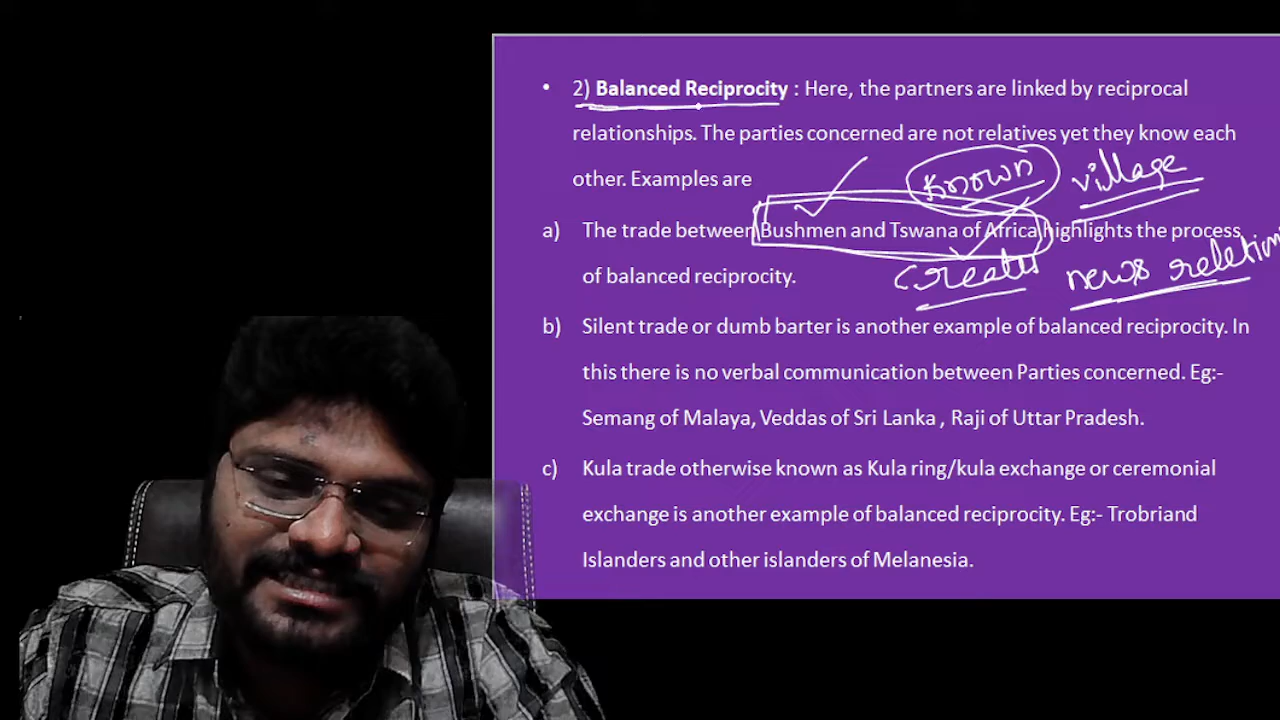 • 2) Balanced Reciprocity : Here, the partners are linked by reciprocal
relationships. The parties concerned are not relatives yet they know each
other. Examples are
known village
a) The trade between Bushmen and Tswana of Africa highlights the process
of balanced reciprocity.
creates
b) Silent trade or dumb barter is another example of balanced reciprocity. In
this there is no verbal communication between Parties concerned. Eg:-
Semang of Malaya, Veddas of Sri Lanka , Raji of Uttar Pradesh.
c) Kula trade otherwise known as Kula ring/kula exchange or ceremonial
exchange is another example of balanced reciprocity. Eg:- Trobriand
Islanders and other islanders of Melanesia.